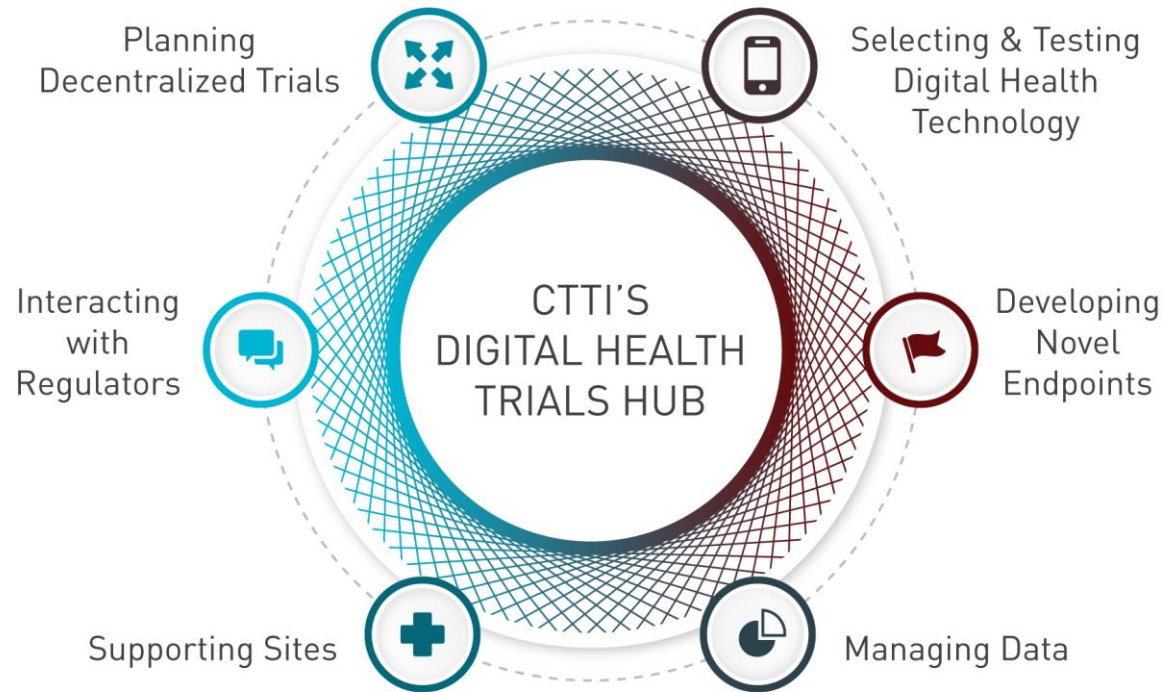 Planning
Decentralized Trials
Selecting & Testing
Digital Health
Technology
Interacting
with
Regulators
CTTI'S
DIGITAL HEALTH
TRIALS HUB
Developing
Novel
Endpoints
Supporting Sites
Managing Data